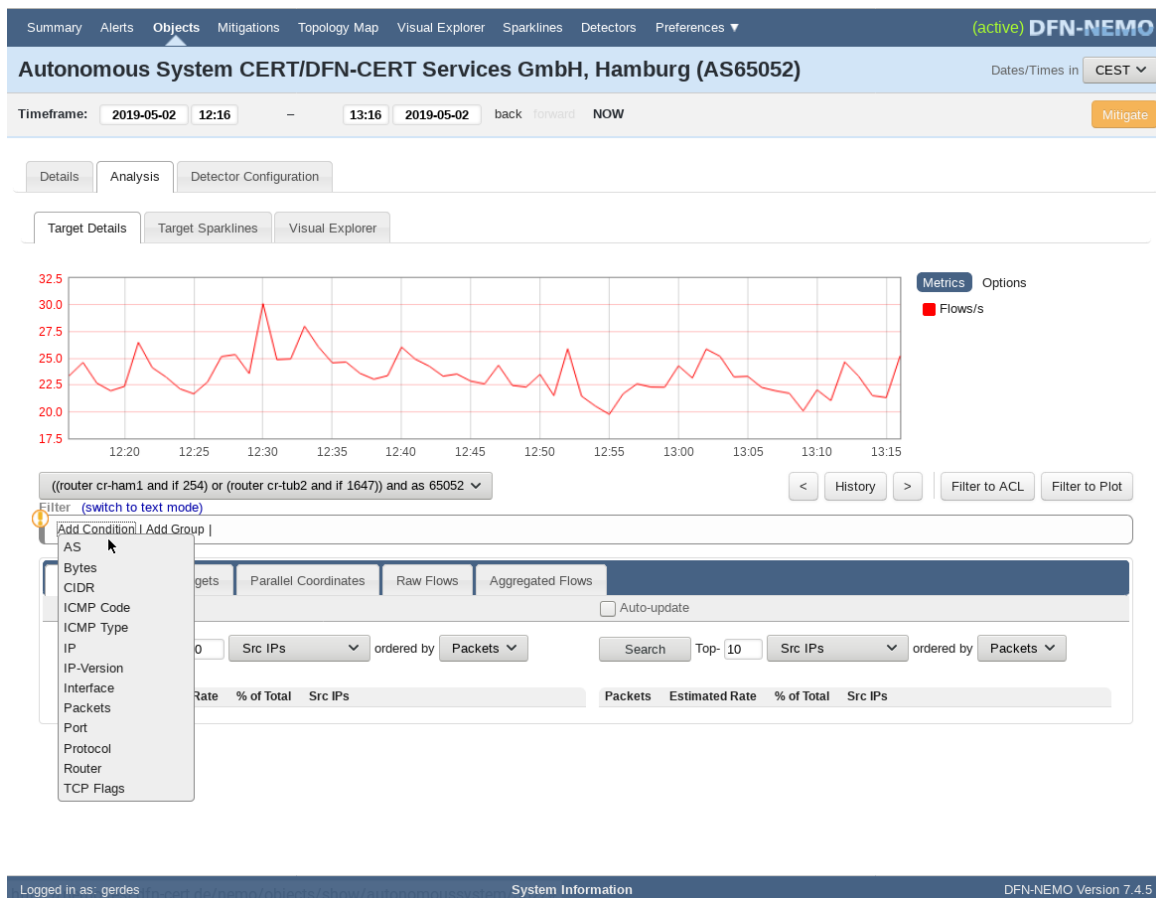 Summary Alerts Objects Mitigations Topology Map Visual Explorer Sparklines Detectors Preferences ▼ (active) DFN-NEMO
Autonomous System CERT/DFN-CERT Services GmbH, Hamburg (AS65052) Dates/Times in CEST
Timeframe: 2019-05-02 12:16 – 13:16 2019-05-02 back forward NOW Mitigate
Details Analysis Detector Configuration
Target Details Target Sparklines Visual Explorer
32.5
30.0
27.5
25.0
22.5
20.0
17.5
12:20 12:25 12:30 12:35 12:40 12:45 12:50 12:55 13:00 13:05 13:10 13:15
Metrics Options
Flows/s
((router cr-ham1 and if 254) or (router cr-tub2 and if 1647)) and as 65052 < History > Filter to ACL Filter to Plot
Filter (switch to text mode)
Add Condition | Add Group |
AS
Bytes
CIDR
ICMP Code
ICMP Type
IP
IP-Version
Interface
Packets
Port
Protocol
Router
TCP Flags
gets Parallel Coordinates Raw Flows Aggregated Flows
Auto-update
0 Src IPs ordered by Packets Search Top- 10 Src IPs ordered by Packets
Rate % of Total Src IPs Packets Estimated Rate % of Total Src IPs
Logged in as: gerdes System Information DFN-NEMO Version 7.4.5